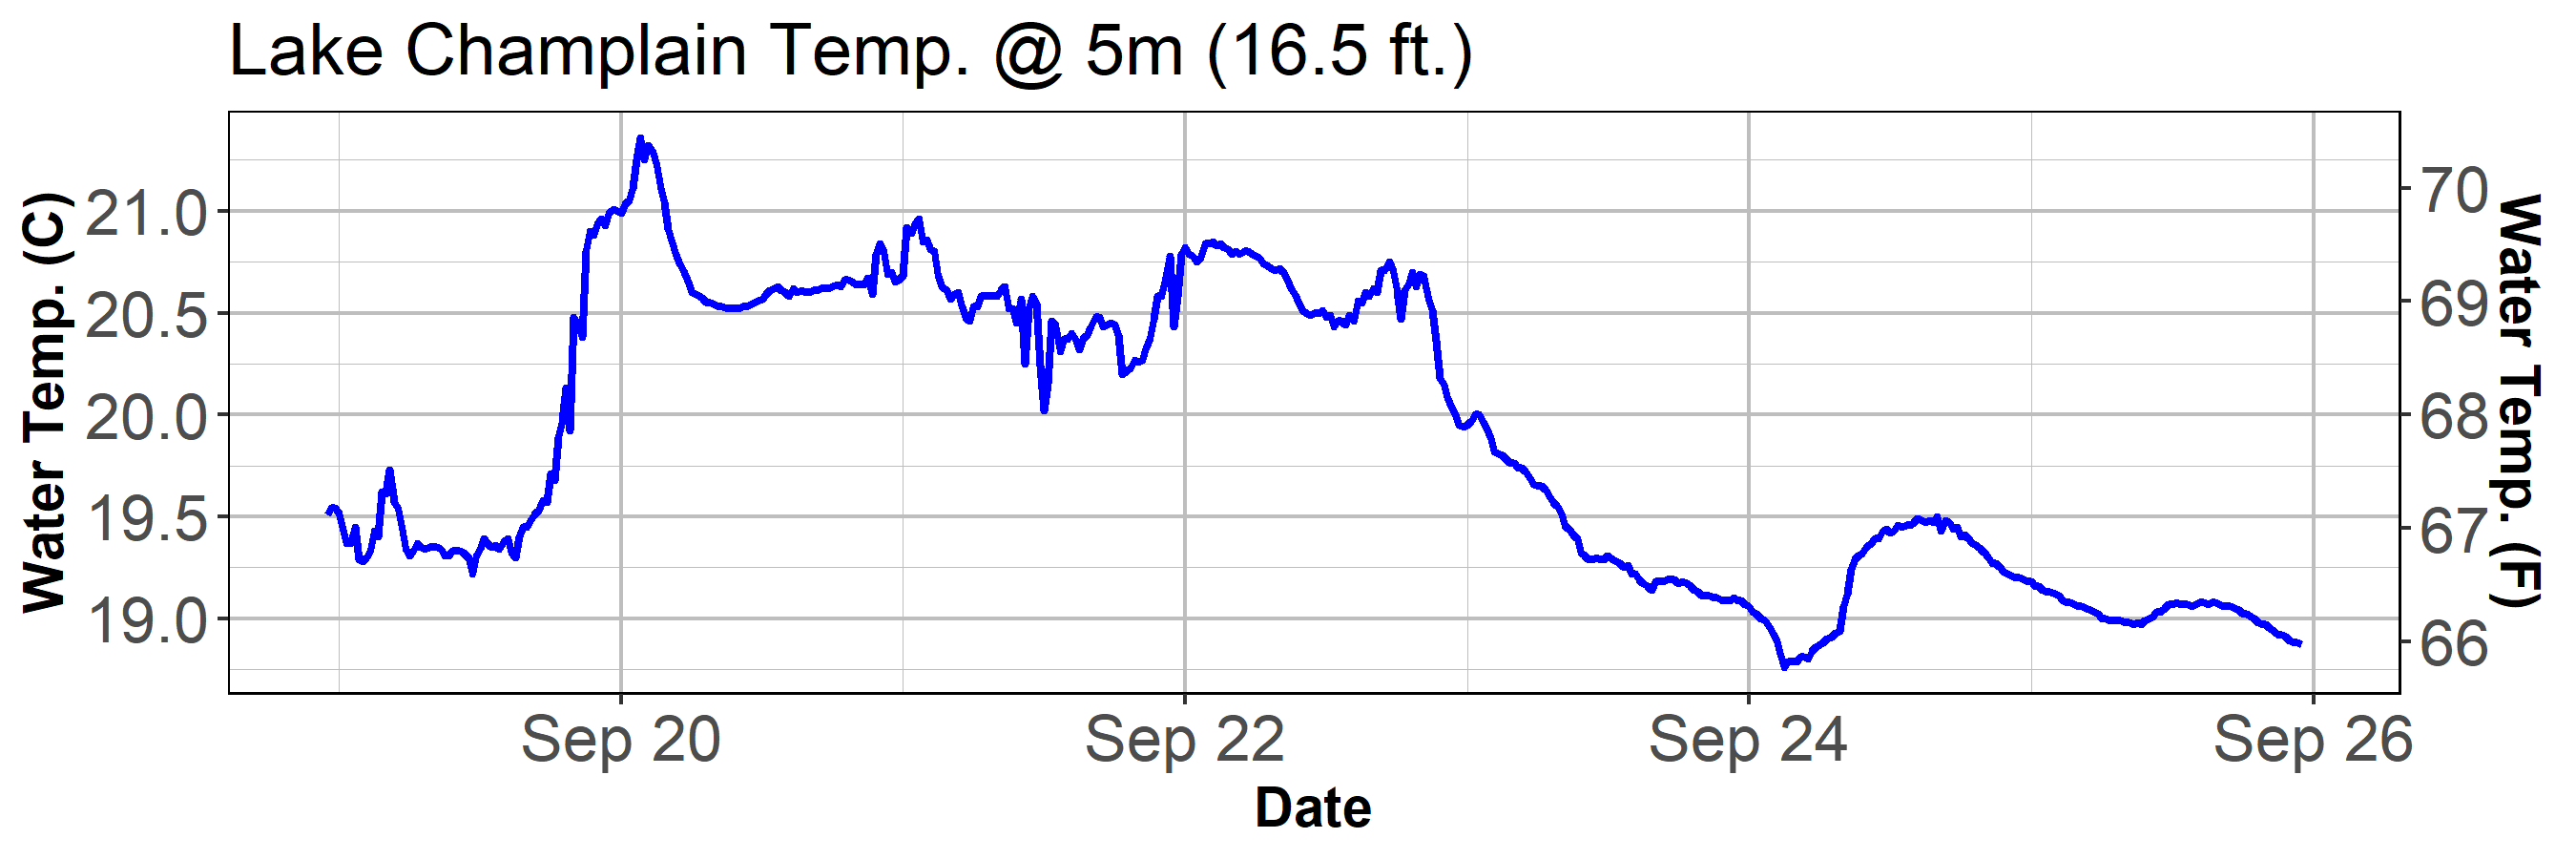 Lake Champlain Temp. @ 5m (16.5 ft.)
Water Temp. (C)
21.0
20.5
20.0
19.5
19.0
70
69
68
67
66
Water Temp. (F)
Sep 20
Sep 22
Sep 24
Sep 26
Date